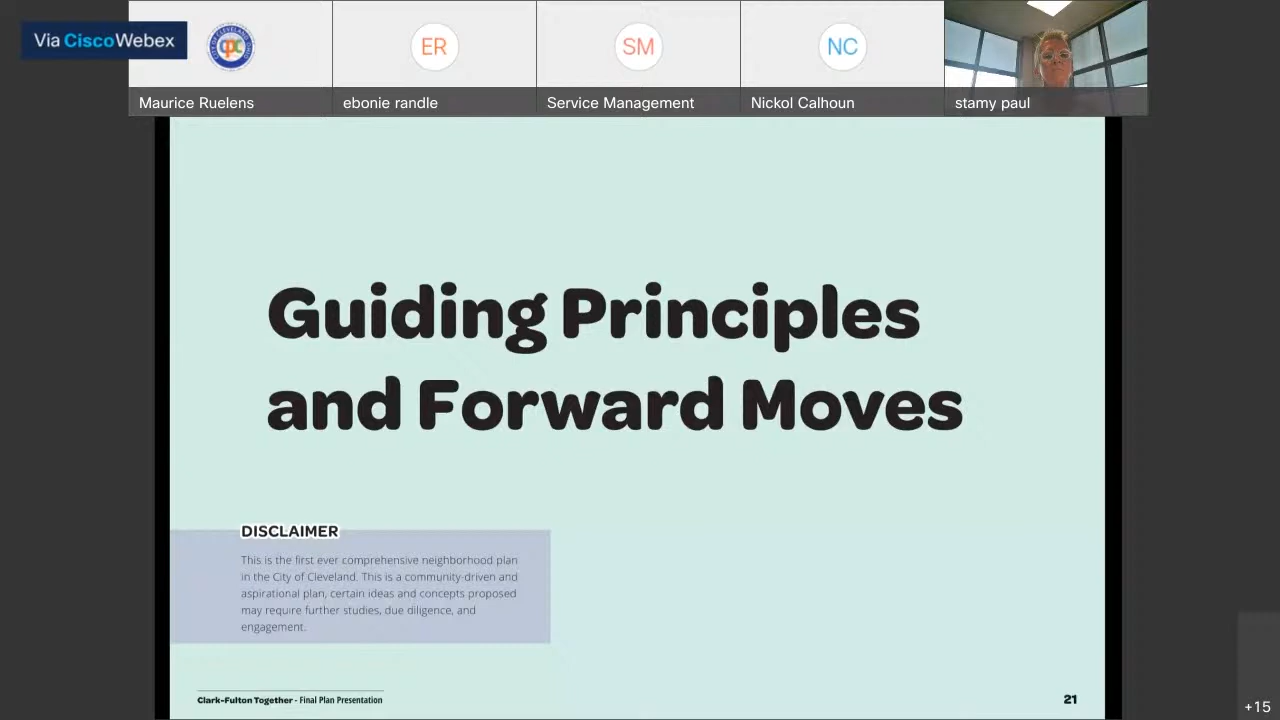 Via Cisco Webex
cpc
ER
SM
NC
Maurice Ruelens
ebonie randle
Service Management
Nickol Calhoun
stamy paul
Guiding Principles
and Forward Moves
DISCLAIMER
This is the first ever comprehensive neighborhood plan
in the City of Cleveland. This is a community-driven and
aspirational plan, certain ideas and concepts proposed
may require further studies, due diligence, and
engagement.
Clark-Fulton Together - Final Plan Presentation
21
+15